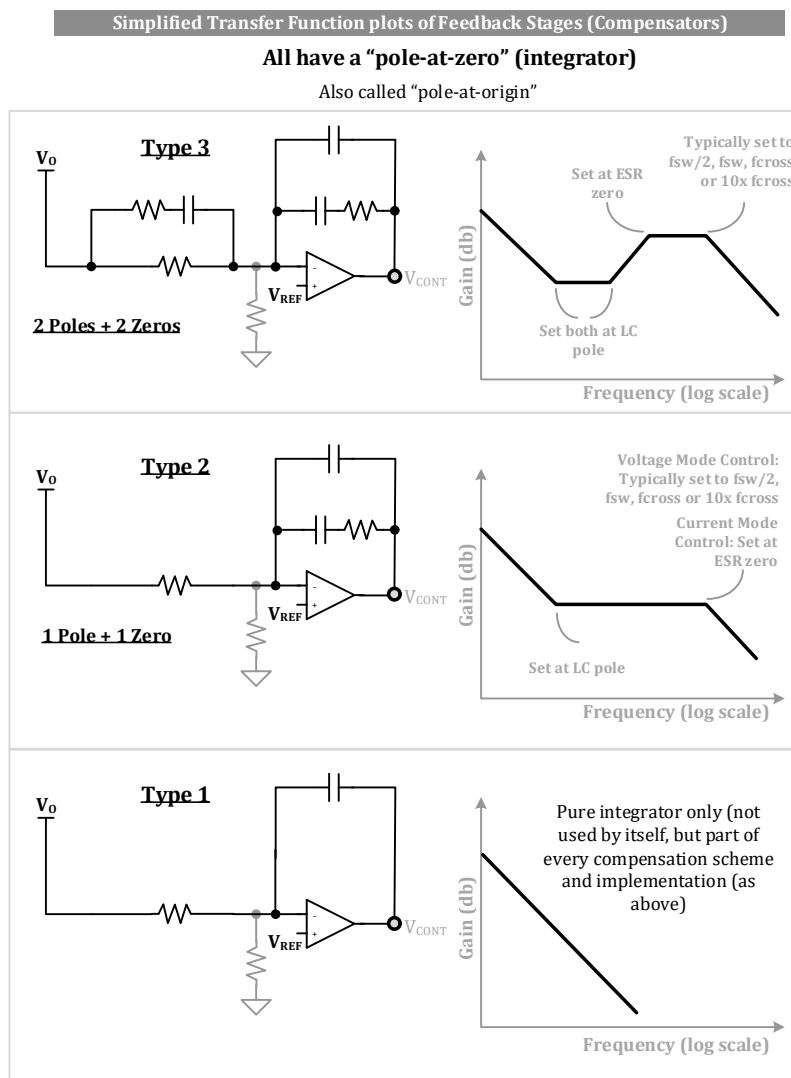 Simplified Transfer Function plots of Feedback Stages (Compensators)
All have a “pole-at-zero” (integrator)
Also called “pole-at-origin”
Type 3
VO
2 Poles + 2 Zeros
VREF
-
+
VCONT
Gain (db)
Set at ESR
zero
Typically set to
fsw/2, fsw, fcross
or 10x fcross
Set both at LC
pole
Frequency (log scale)
Type 2
VO
1 Pole + 1 Zero
VREF
-
+
VCONT
Gain (db)
Voltage Mode Control:
Typically set to fsw/2,
fsw, fcross or 10x fcross
Current Mode
Control: Set at
ESR zero
Set at LC pole
Frequency (log scale)
Type 1
VO
VREF
-
+
VCONT
Gain (db)
Pure integrator only (not
used by itself, but part of
every compensation scheme
and implementation (as
above)
Frequency (log scale)